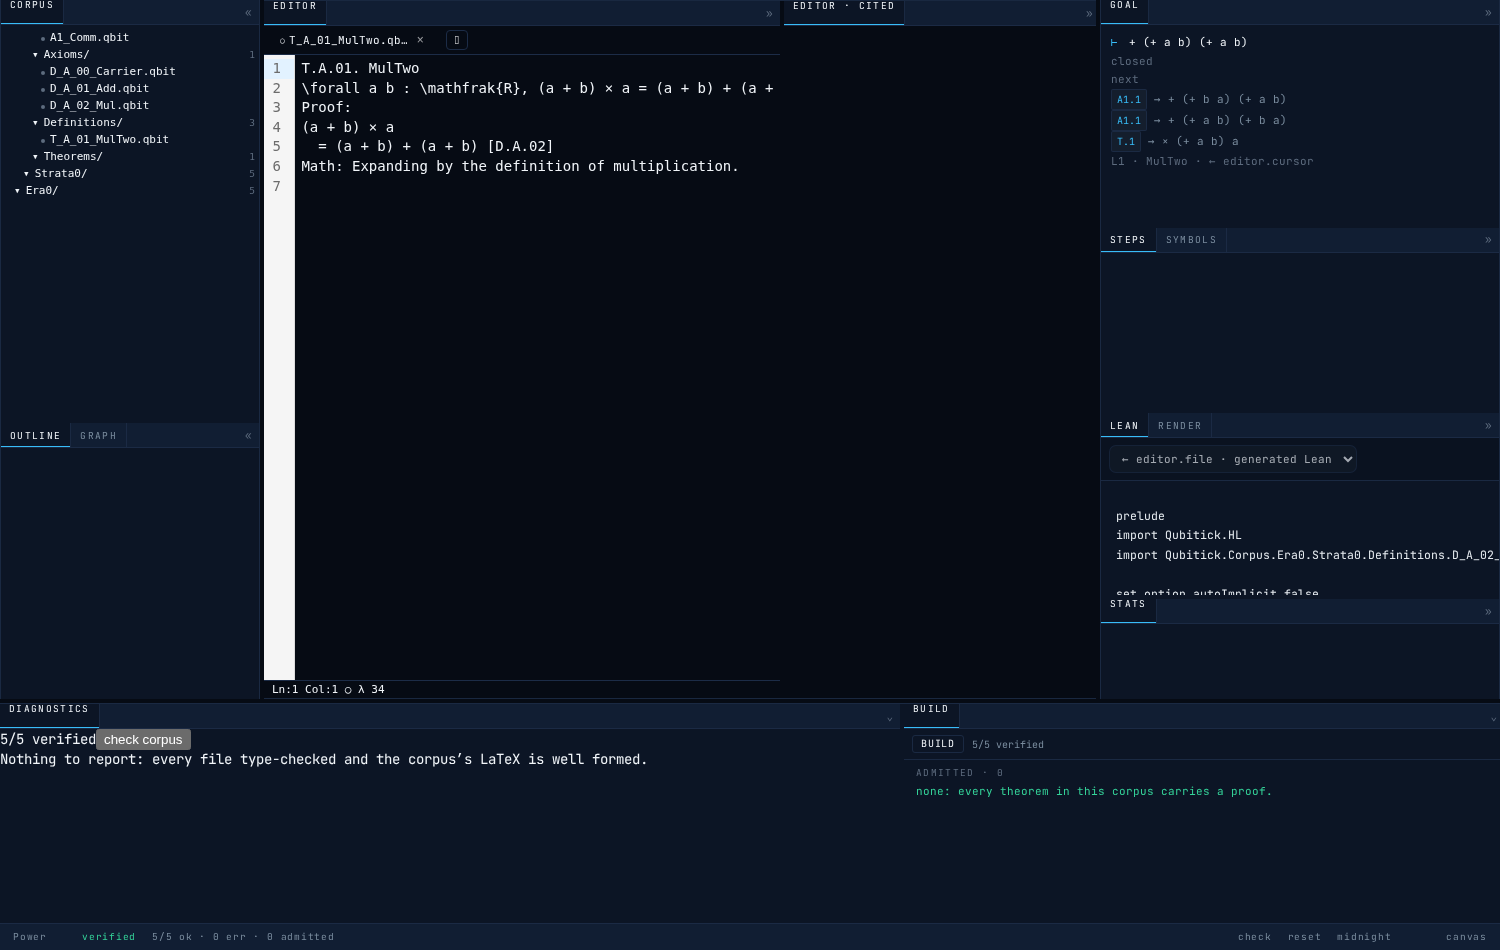 CORPUS «
A1_Comm.qbit
▾ Axioms/ 1
D_A_00_Carrier.qbit
D_A_01_Add.qbit
D_A_02_Mul.qbit
▾ Definitions/ 3
T_A_01_MulTwo.qbit
▾ Theorems/ 1
▾ Strata0/ 5
▾ Era0/ 5
OUTLINE GRAPH «
EDITOR »
○ T_A_01_MulTwo.qb… ×
1 T.A.01. MulTwo
2 \forall a b : \mathfrak{R}, (a + b) × a = (a + b) + (a +
3 Proof:
4 (a + b) × a
5 = (a + b) + (a + b) [D.A.02]
6 Math: Expanding by the definition of multiplication.
7
Ln:1 Col:1 ○ λ 34
EDITOR · CITED »
GOAL »
⊢ + (+ a b) (+ a b)
closed
next
A1.1 → + (+ b a) (+ a b)
A1.1 → + (+ a b) (+ b a)
T.1 → × (+ a b) a
L1 · MulTwo · ← editor.cursor
STEPS SYMBOLS »
LEAN RENDER »
← editor.file · generated Lean
prelude
import Qubitick.HL
import Qubitick.Corpus.Era0.Strata0.Definitions.D_A_02_
set_option autoImplicit false
STATS »
DIAGNOSTICS ⌄
5/5 verified check corpus
Nothing to report: every file type-checked and the corpus’s LaTeX is well formed.
BUILD ⌄
BUILD 5/5 verified
ADMITTED · 0
none: every theorem in this corpus carries a proof.
Power verified 5/5 ok · 0 err · 0 admitted check reset midnight canvas